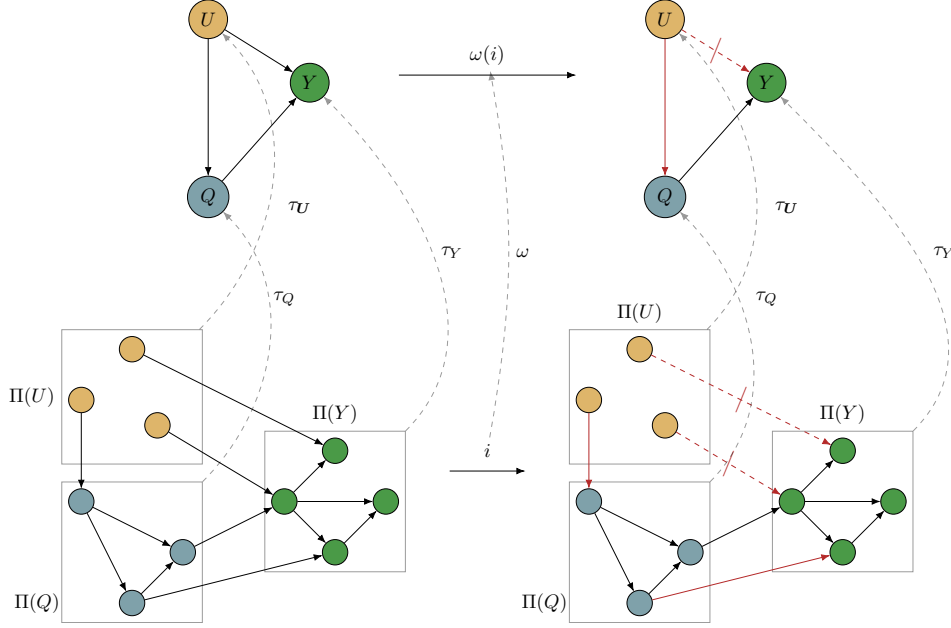 U
U
ω(i)
Y
Y
Q
Q
τ_U
τ_U
τ_Y
ω
τ_Y
τ_Q
τ_Q
Π(U)
Π(U)
Π(Y)
Π(Y)
i
Π(Q)
Π(Q)